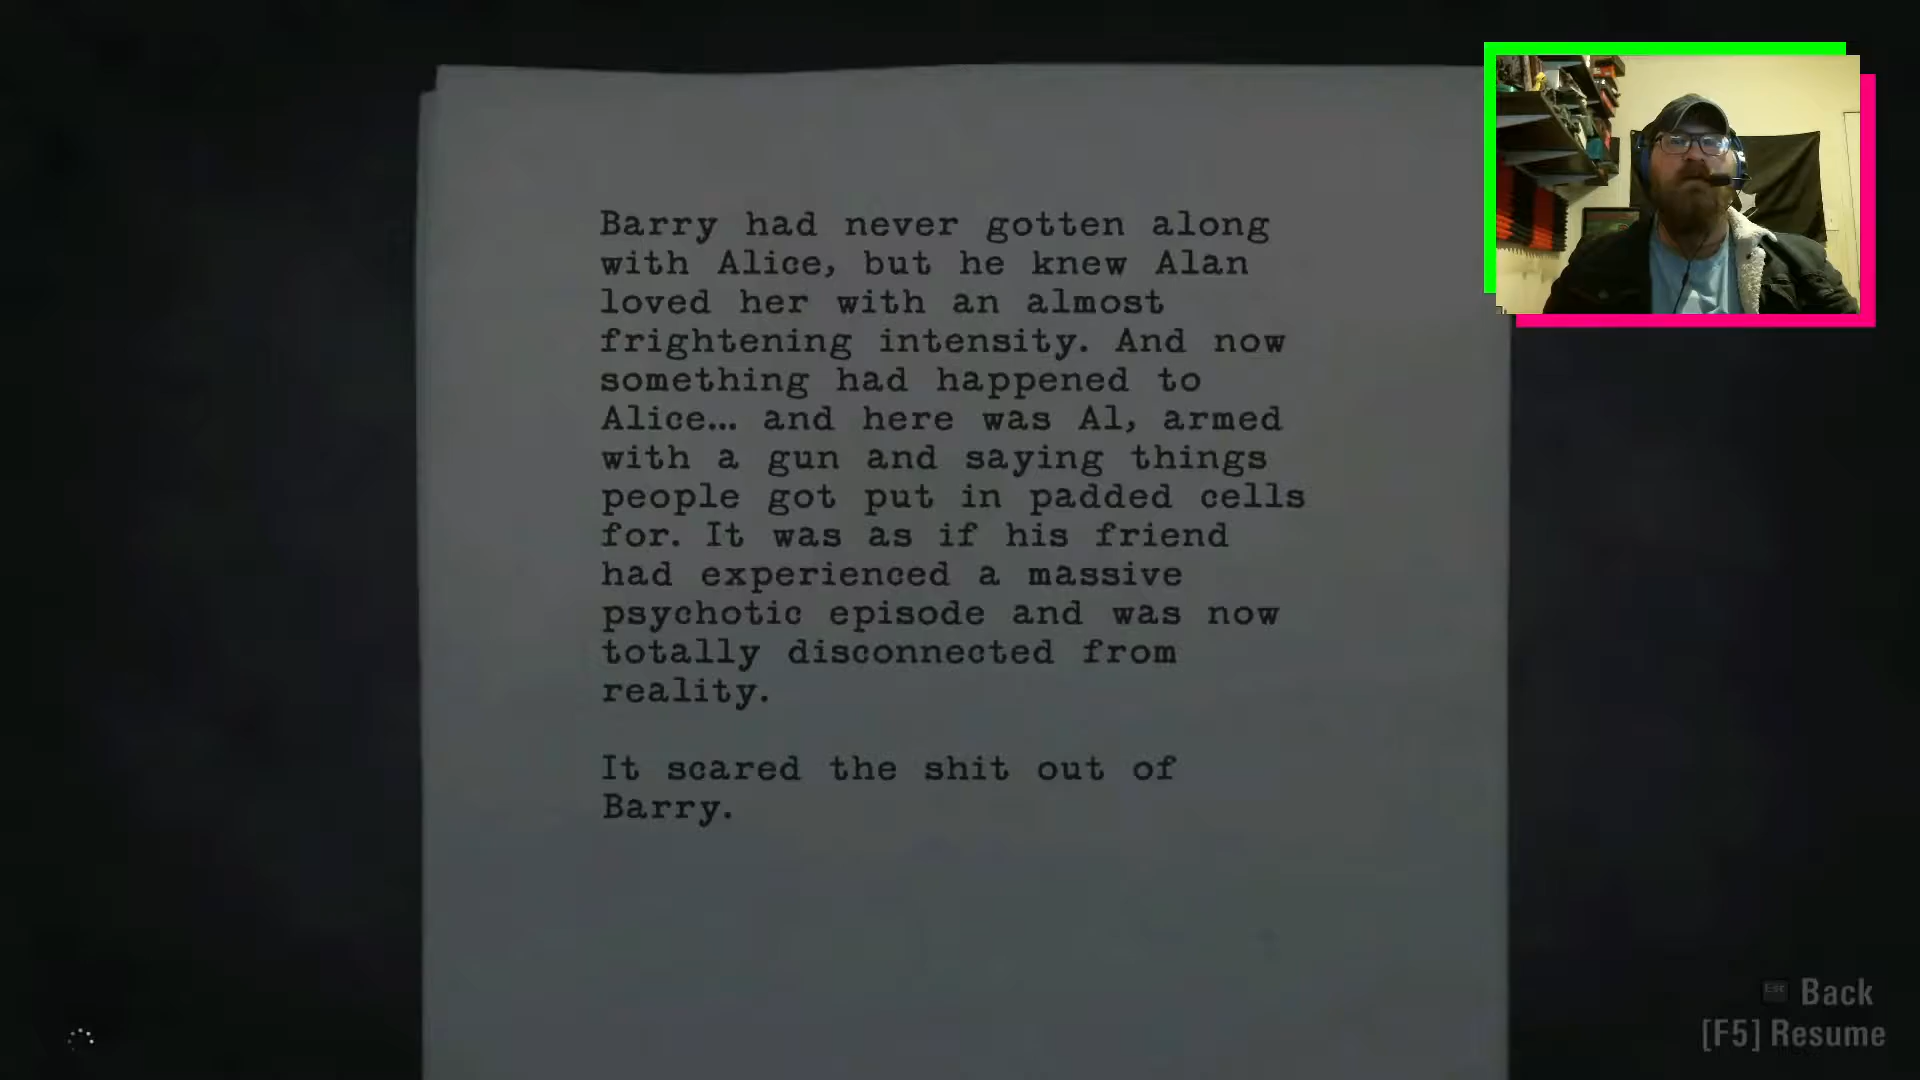 Barry had never gotten along
with Alice, but he knew Alan
loved her with an almost
frightening intensity. And now
something had happened to
Alice… and here was Al, armed
with a gun and saying things
people got put in padded cells
for. It was as if his friend
had experienced a massive
psychotic episode and was now
totally disconnected from
reality.
It scared the shit out of
Barry.
Esc Back
[F5] Resume